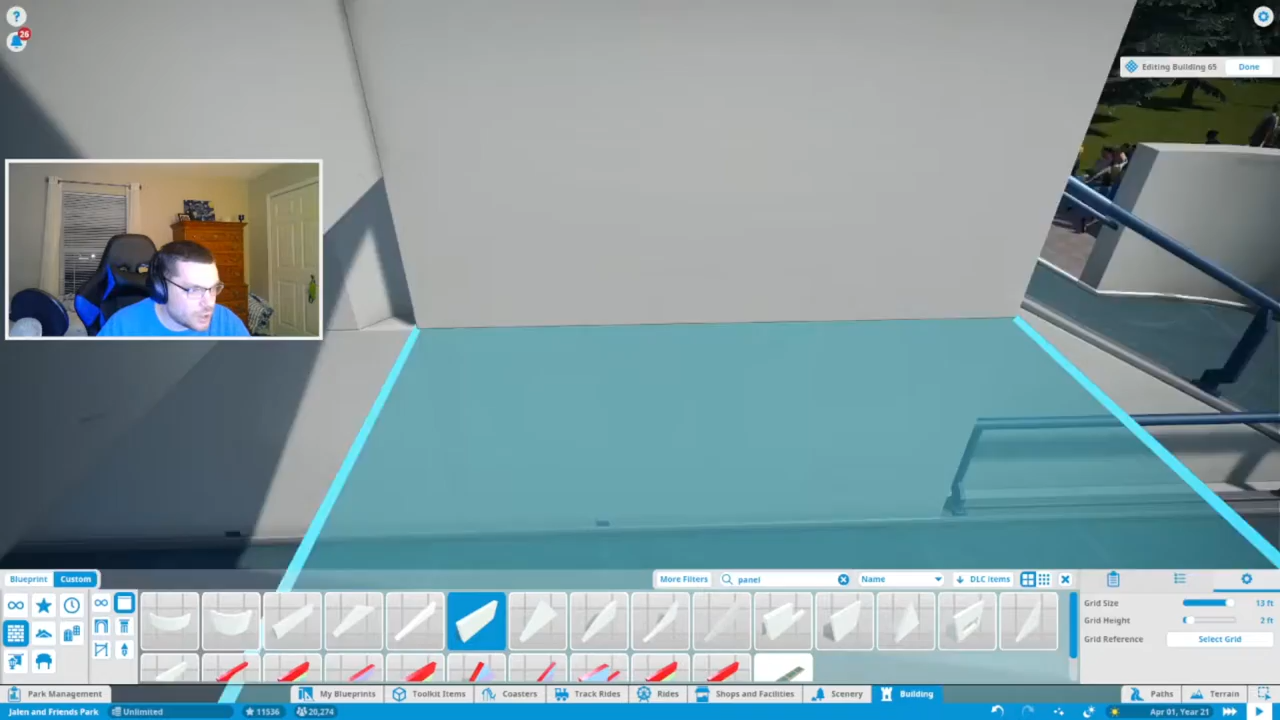 ?
26
Editing Building 65
Done
Blueprint
Custom
More Filters
panel
Name
DLC Items
Grid Size
13 ft
Grid Height
2 ft
Grid Reference
Select Grid
Park Management
My Blueprints
Toolkit Items
Coasters
Track Rides
Rides
Shops and Facilities
Scenery
Building
Paths
Terrain
Jalen and Friends Park
Unlimited
11536
20,274
Apr 01, Year 21